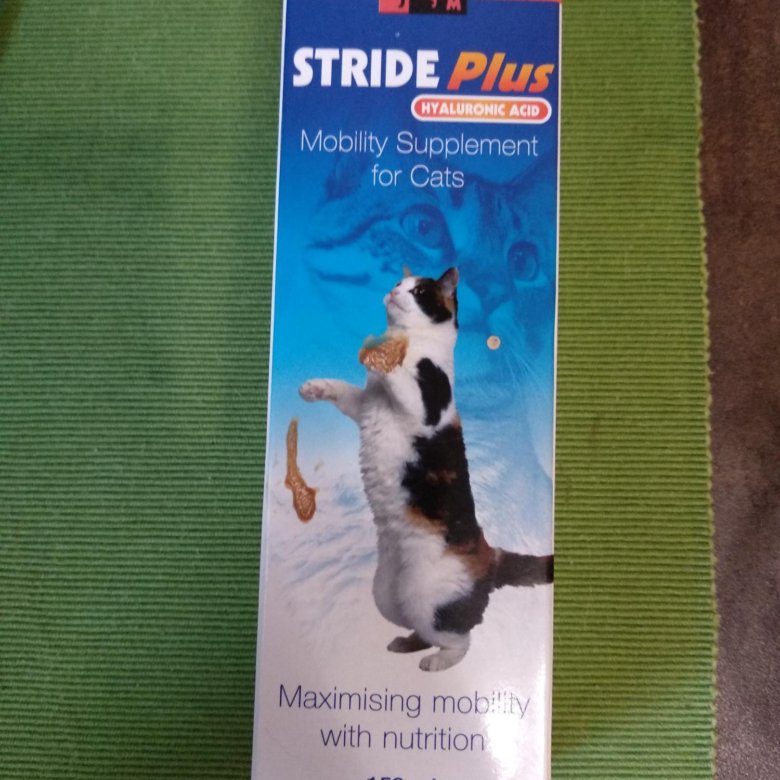 STRIDE Plus
HYALURONIC ACID
Mobility Supplement
for Cats
Maximising mobility
with nutrition